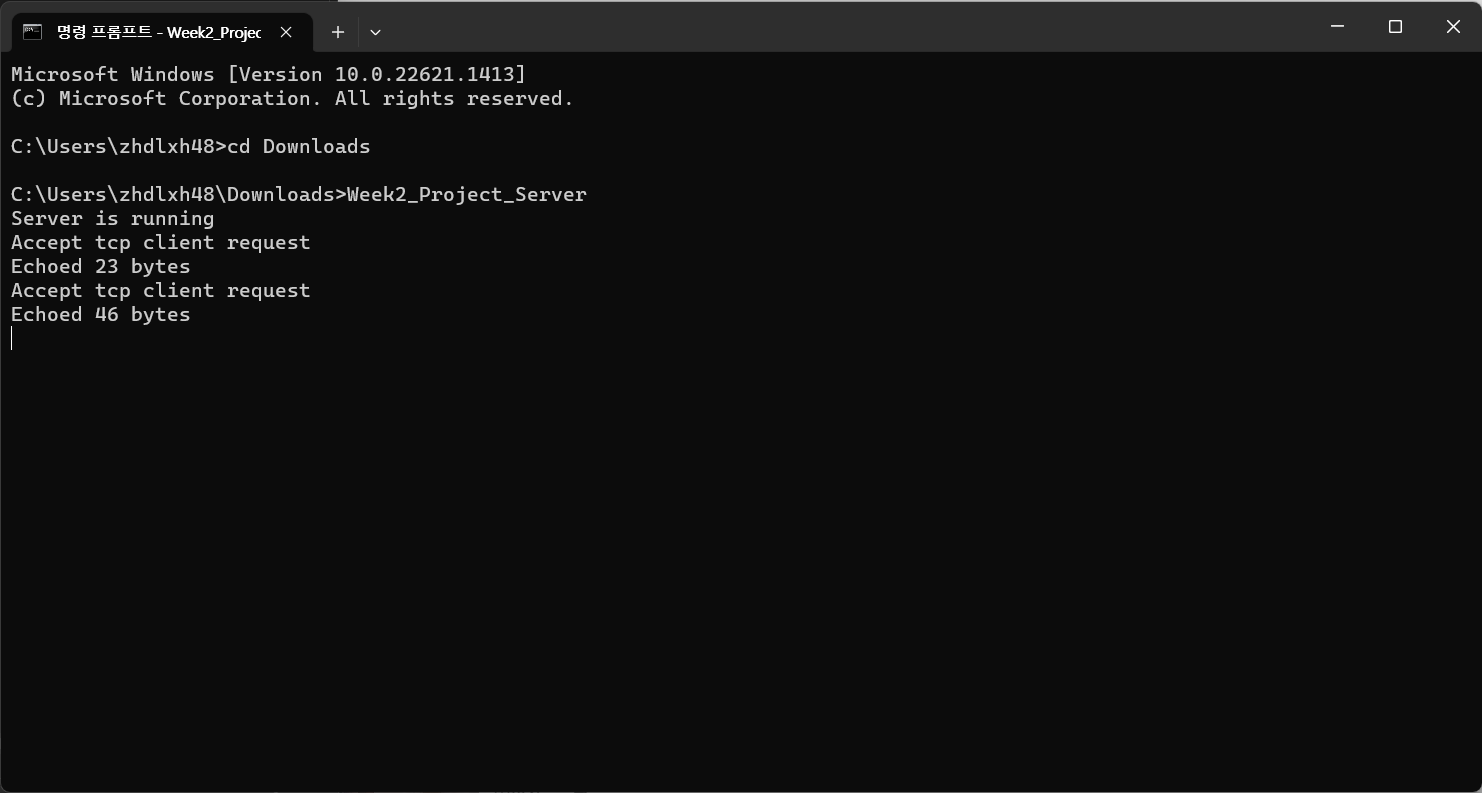 명령 프롬프트 - Week2_Projec
Microsoft Windows [Version 10.0.22621.1413]
(c) Microsoft Corporation. All rights reserved.
C:\Users\zhdlxh48>cd Downloads
C:\Users\zhdlxh48\Downloads>Week2_Project_Server
Server is running
Accept tcp client request
Echoed 23 bytes
Accept tcp client request
Echoed 46 bytes